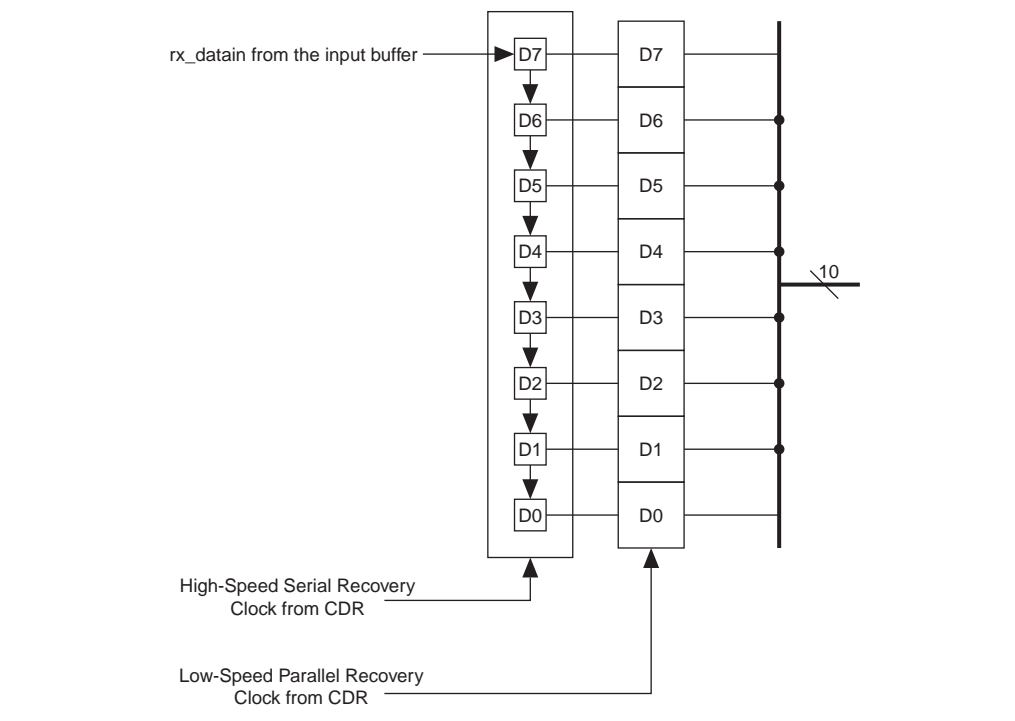 rx_datain from the input buffer
D7 D7
D6 D6
D5 D5
D4 D4
10
D3 D3
D2 D2
D1 D1
D0 D0
High-Speed Serial Recovery
Clock from CDR
Low-Speed Parallel Recovery
Clock from CDR